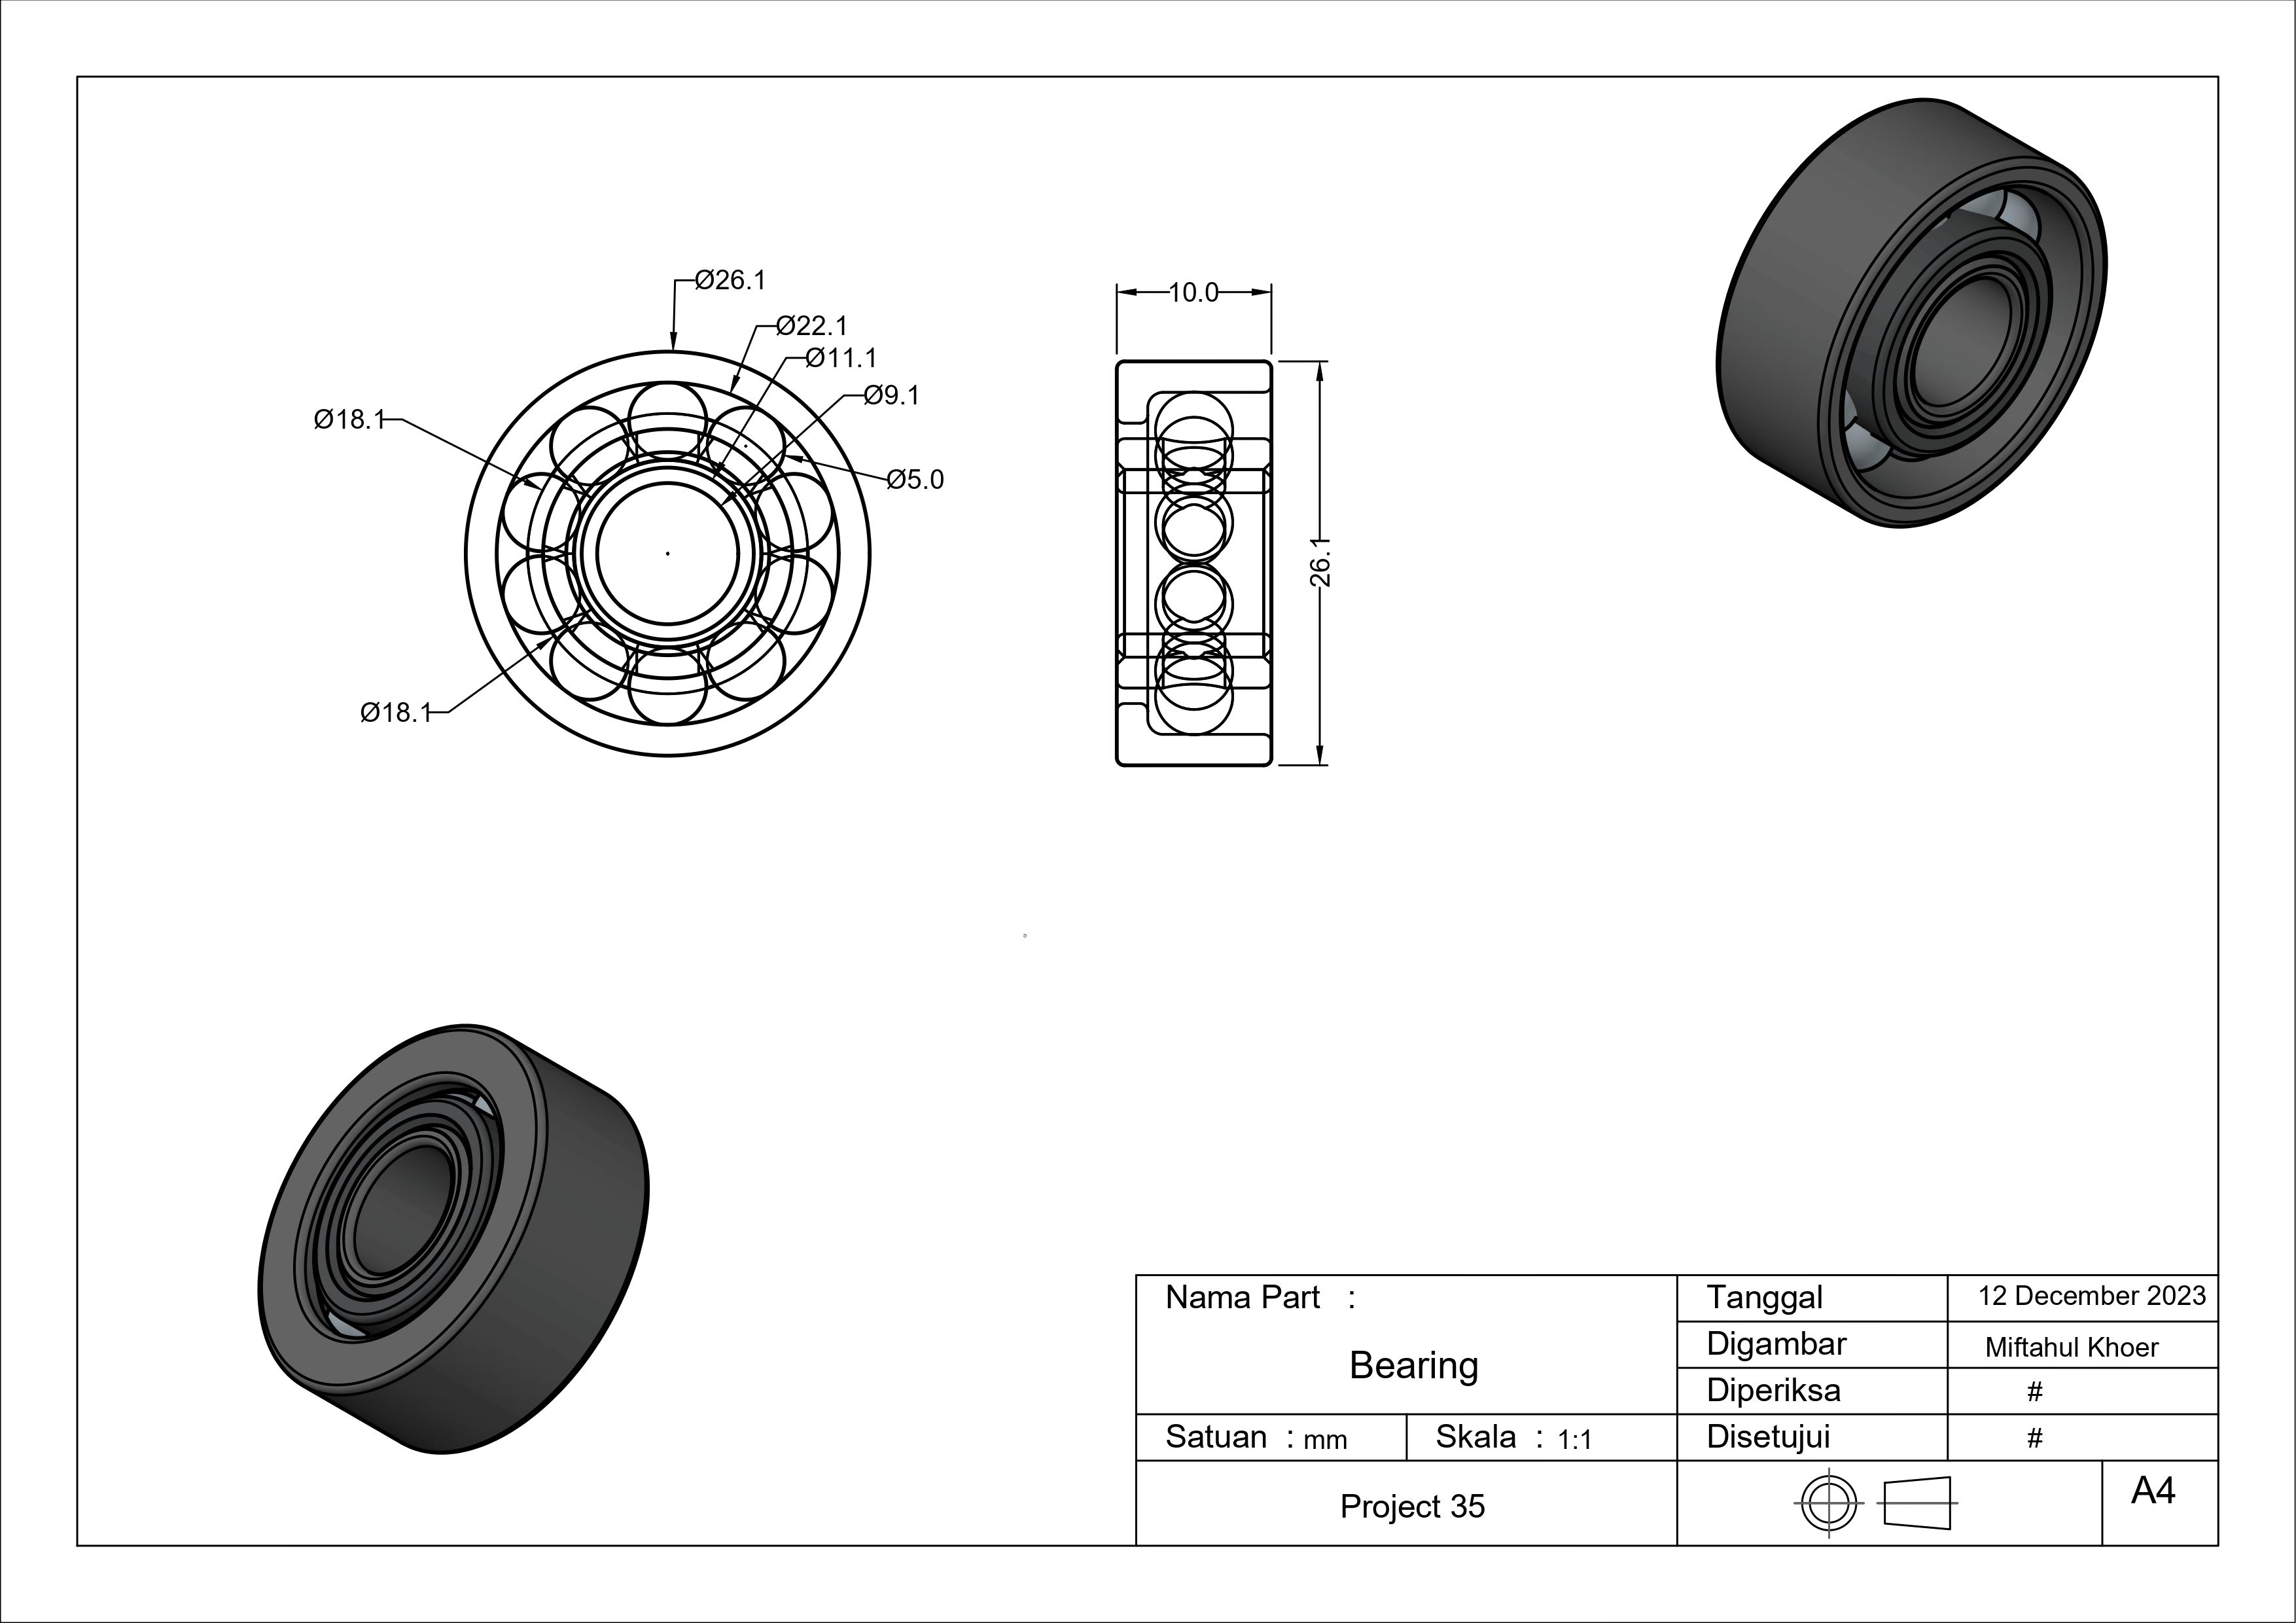 Ø26.1
Ø22.1
Ø11.1
Ø9.1
Ø18.1
Ø5.0
Ø18.1
10.0
26.1
Nama Part :
Bearing
Satuan : mm
Skala : 1:1
Project 35
Tanggal
12 December 2023
Digambar
Miftahul Khoer
Diperiksa
#
Disetujui
#
A4